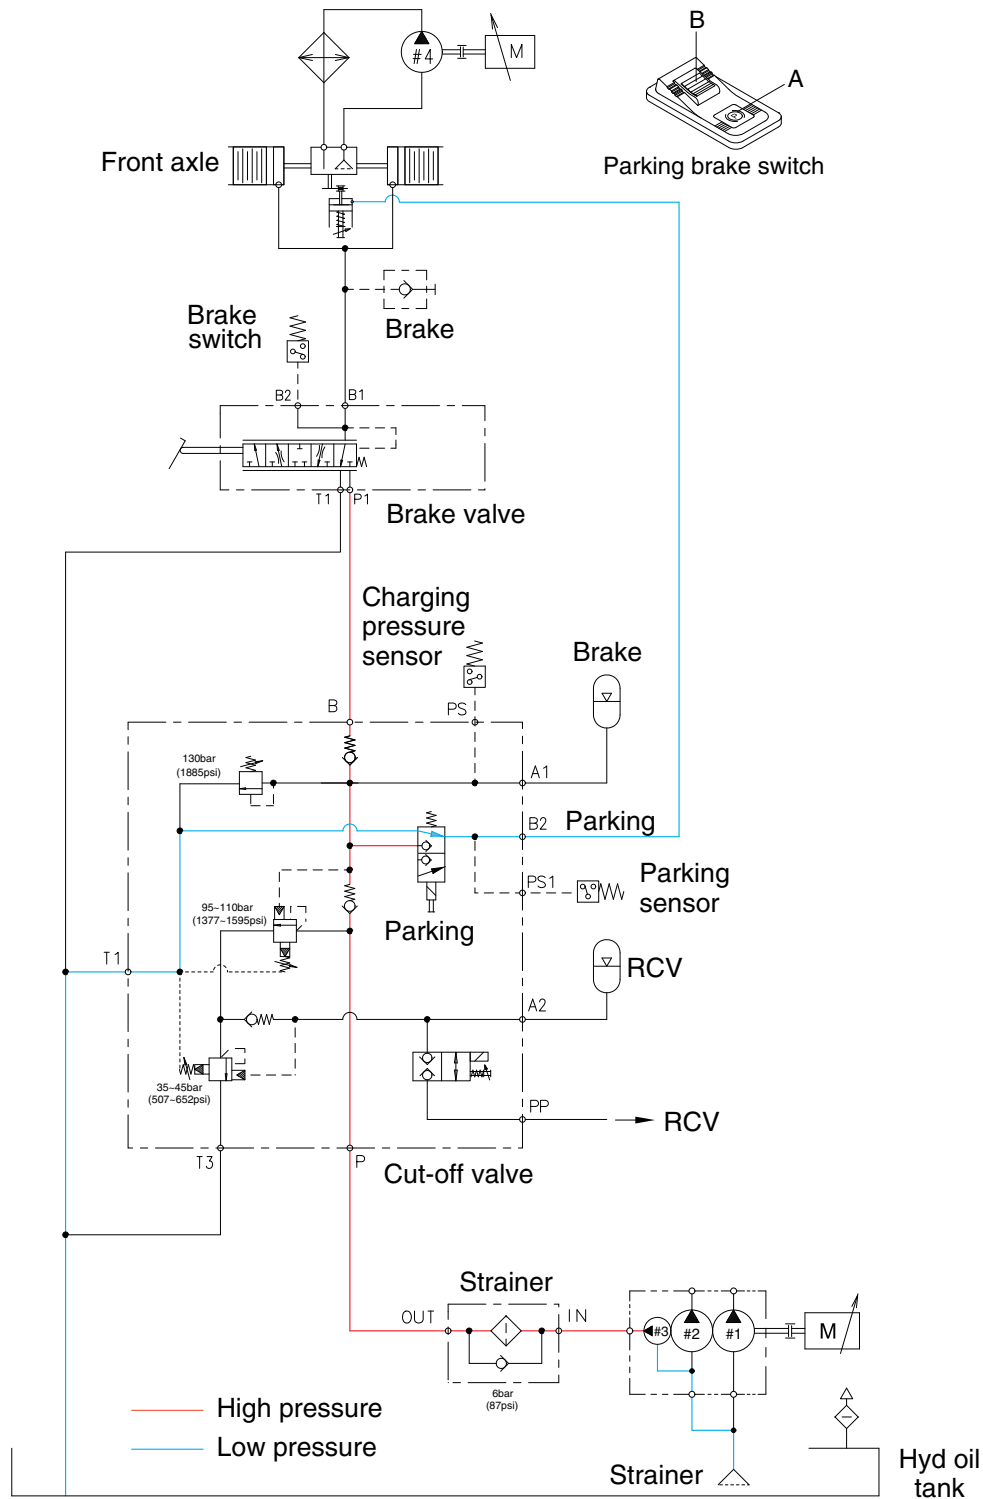 B
#4
M
A
Front axle
Parking brake switch
Brake
switch
Brake
B2
B1
T1
P1
Brake valve
Charging
pressure
sensor
Brake
B
PS
130bar
(1885psi)
A1
B2
Parking
PS1
Parking
sensor
95~110bar
(1377~1595psi)
Parking
T1
RCV
A2
35~45bar
(507~652psi)
PP
RCV
T3
P
Cut-off valve
Strainer
OUT
IN
#3
#2
#1
M
6bar
(87psi)
High pressure
Low pressure
Strainer
Hyd oil
tank